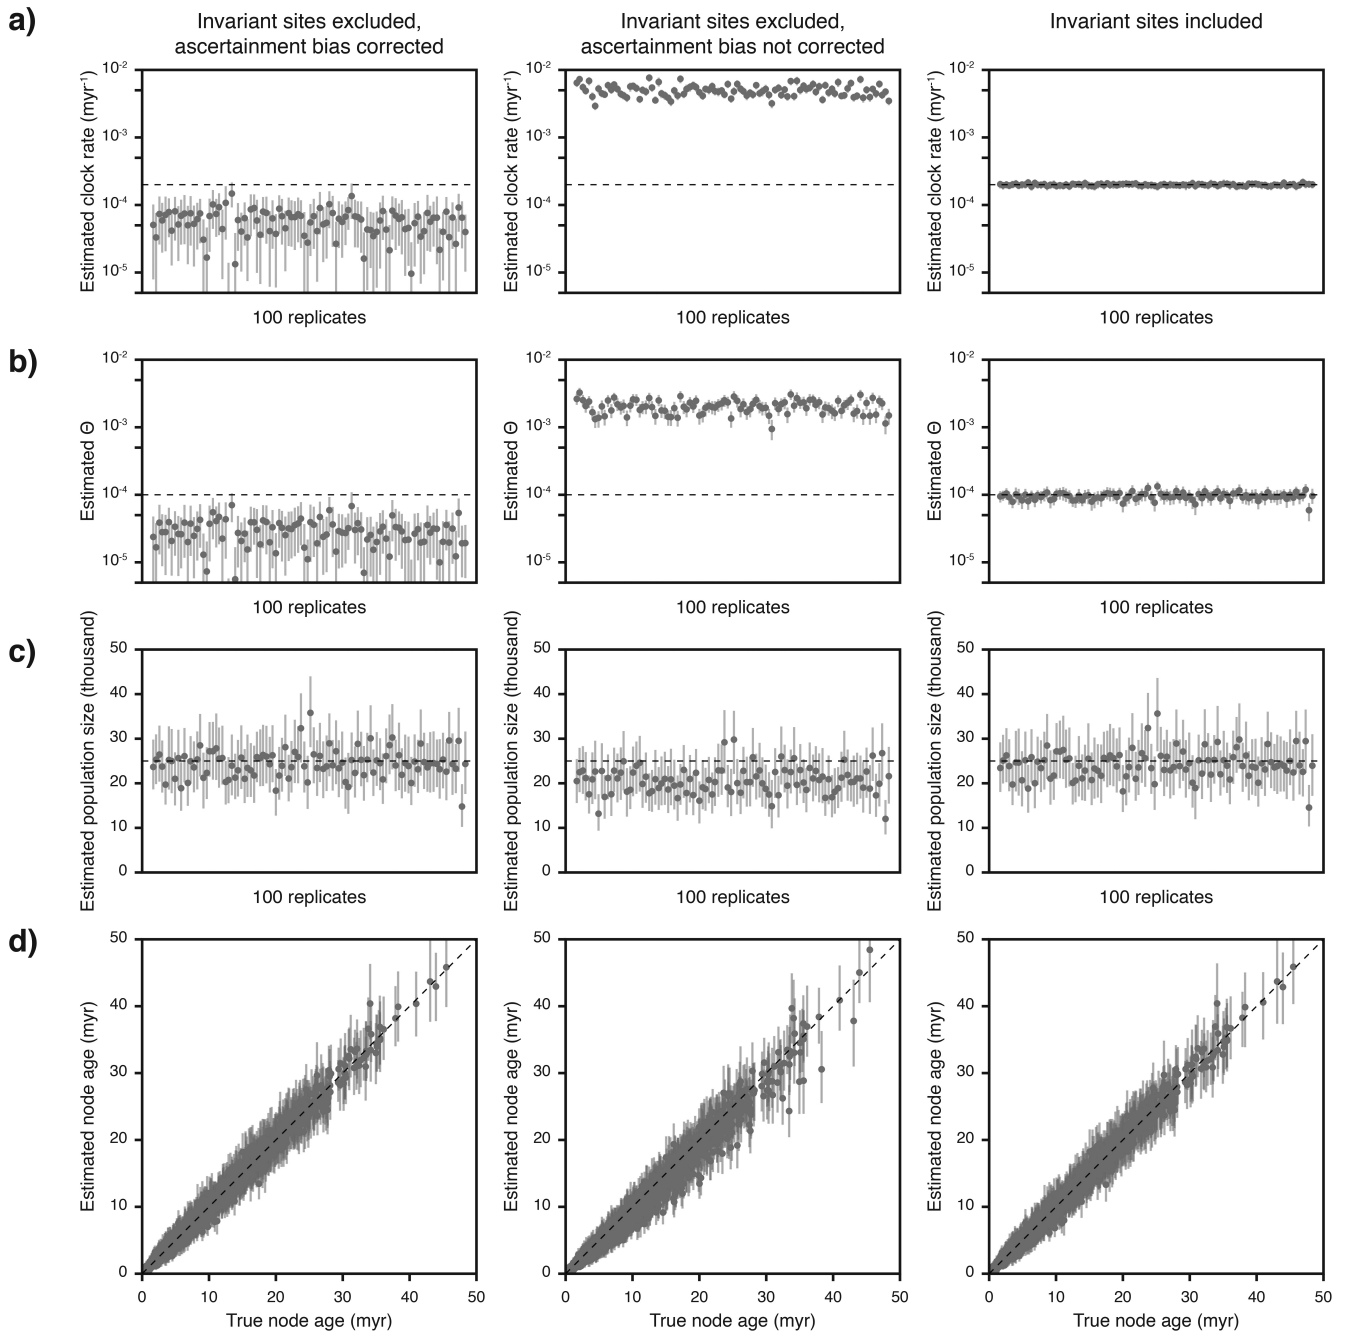 a)
Invariant sites excluded,
ascertainment bias corrected
Invariant sites excluded,
ascertainment bias not corrected
Invariant sites included
Estimated clock rate (myr⁻¹)
10⁻²
10⁻³
10⁻⁴
10⁻⁵
100 replicates
Estimated clock rate (myr⁻¹)
10⁻²
10⁻³
10⁻⁴
10⁻⁵
100 replicates
Estimated clock rate (myr⁻¹)
10⁻²
10⁻³
10⁻⁴
10⁻⁵
100 replicates
b)
Estimated Θ
10⁻²
10⁻³
10⁻⁴
10⁻⁵
100 replicates
Estimated Θ
10⁻²
10⁻³
10⁻⁴
10⁻⁵
100 replicates
Estimated Θ
10⁻²
10⁻³
10⁻⁴
10⁻⁵
100 replicates
c)
Estimated population size (thousand)
50
40
30
20
10
0
100 replicates
Estimated population size (thousand)
50
40
30
20
10
0
100 replicates
Estimated population size (thousand)
50
40
30
20
10
0
100 replicates
d)
Estimated node age (myr)
50
40
30
20
10
0
0 10 20 30 40 50
True node age (myr)
Estimated node age (myr)
50
40
30
20
10
0
0 10 20 30 40 50
True node age (myr)
Estimated node age (myr)
50
40
30
20
10
0
0 10 20 30 40 50
True node age (myr)